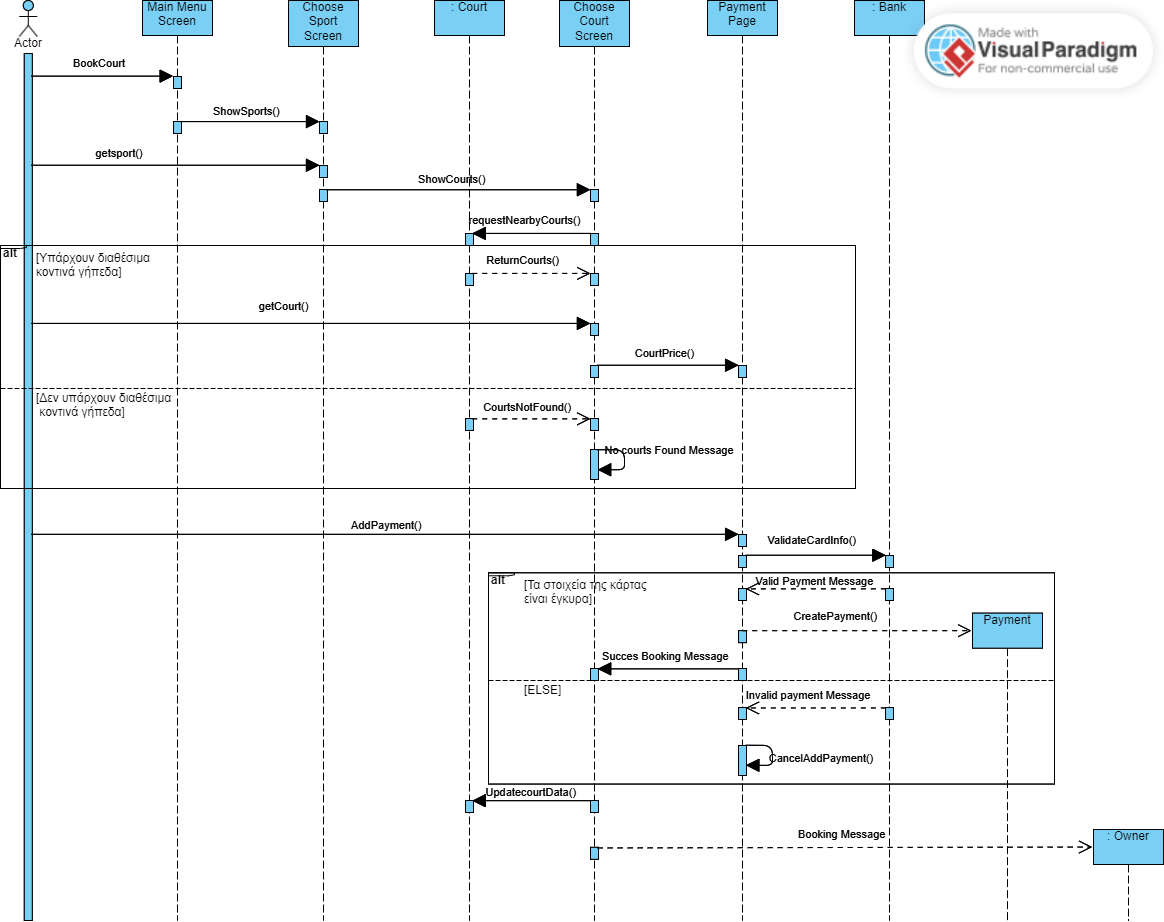 Main Menu
Screen
Choose
Sport
Screen
: Court
Choose
Court
Screen
Payment
Page
: Bank
Made with
Visual Paradigm
For non-commercial use
Actor
BookCourt
ShowSports()
getsport()
ShowCourts()
requestNearbyCourts()
alt
[Υπάρχουν διαθέσιμα
κοντινά γήπεδα]
ReturnCourts()
getCourt()
CourtPrice()
[Δεν υπάρχουν διαθέσιμα
κοντινά γήπεδα]
CourtsNotFound()
No courts Found Message
AddPayment()
ValidateCardInfo()
alt
[Τα στοιχεία της κάρτας
είναι έγκυρα]
Valid Payment Message
CreatePayment()
Payment
Succes Booking Message
[ELSE]
Invalid payment Message
CancelAddPayment()
UpdatecourtData()
Booking Message
: Owner